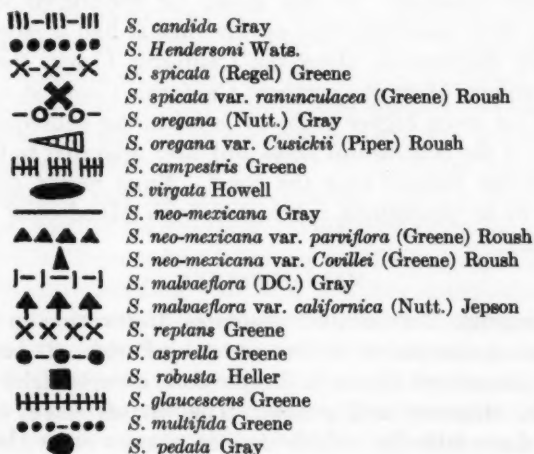 S. candida Gray
S. Hendersoni Wats.
S. spicata (Regel) Greene
S. spicata var. ranunculacea (Greene) Roush
S. oregana (Nutt.) Gray
S. oregana var. Cusickii (Piper) Roush
S. campestris Greene
S. virgata Howell
S. neo-mexicana Gray
S. neo-mexicana var. parviflora (Greene) Roush
S. neo-mexicana var. Covillei (Greene) Roush
S. malvaeflora (DC.) Gray
S. malvaeflora var. californica (Nutt.) Jepson
S. reptans Greene
S. asprella Greene
S. robusta Heller
S. glaucescens Greene
S. multifida Greene
S. pedata Gray